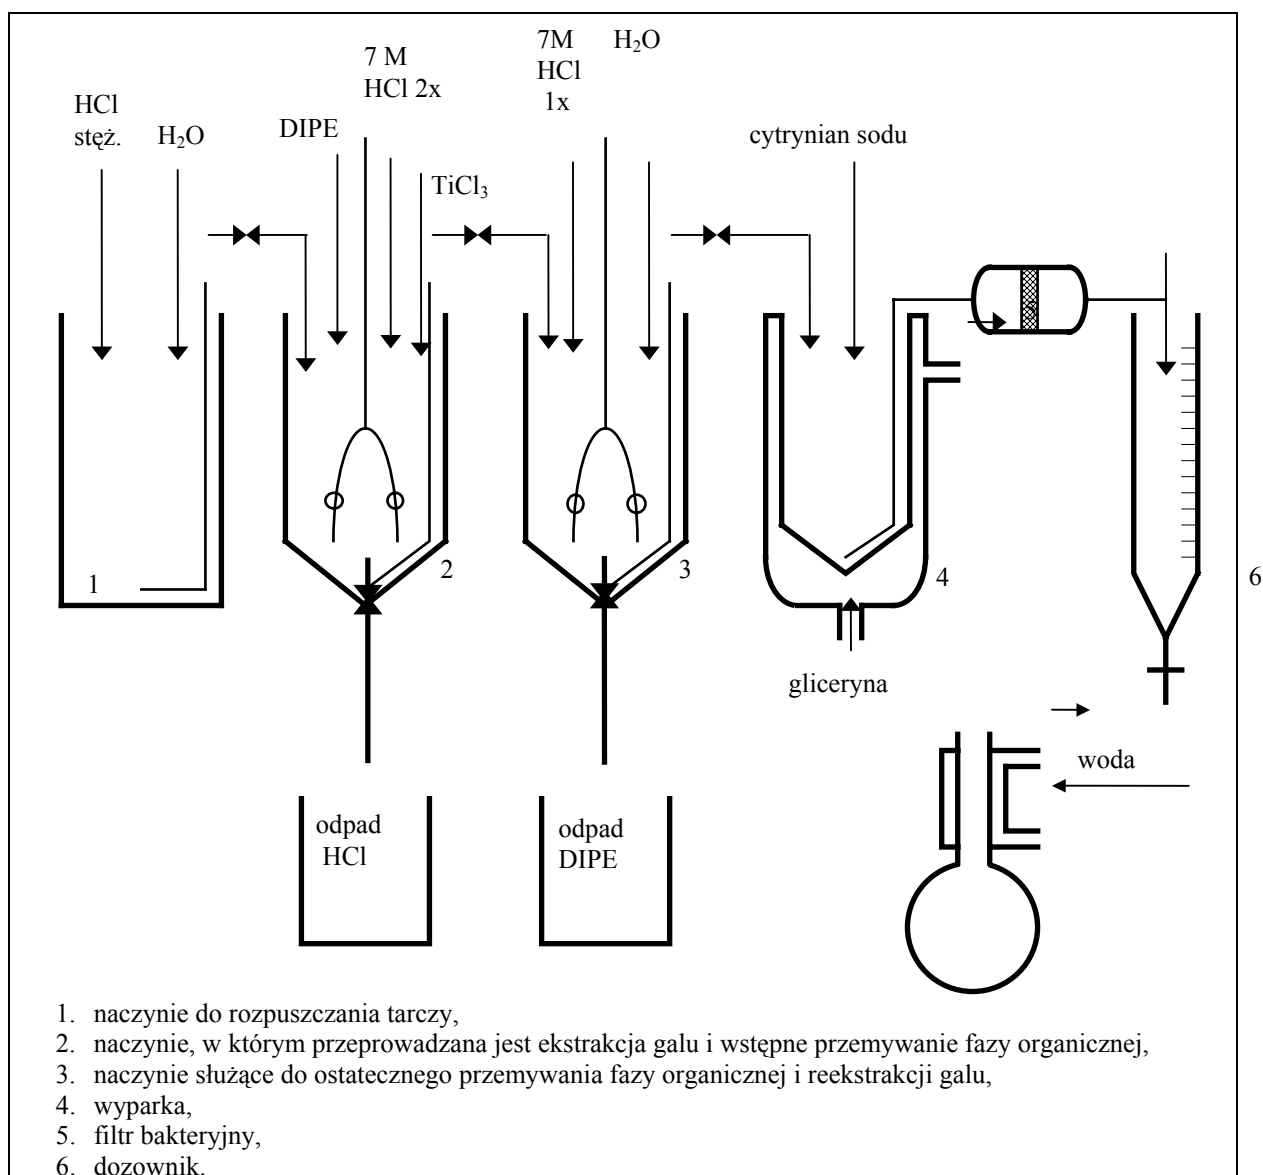 7 M
HCl 2x
7M
HCl
1x
H₂O
HCl
stęż.
H₂O
DIPE
TiCl₃
cytrynian sodu
5
1
2
3
4
6
gliceryna
woda
odpad
HCl
odpad
DIPE
1. naczynie do rozpuszczania tarczy,
2. naczynie, w którym przeprowadzana jest ekstrakcja galu i wstępne przemywanie fazy organicznej,
3. naczynie służące do ostatecznego przemywania fazy organicznej i reekstrakcji galu,
4. wyparka,
5. filtr bakteryjny,
6. dozownik.